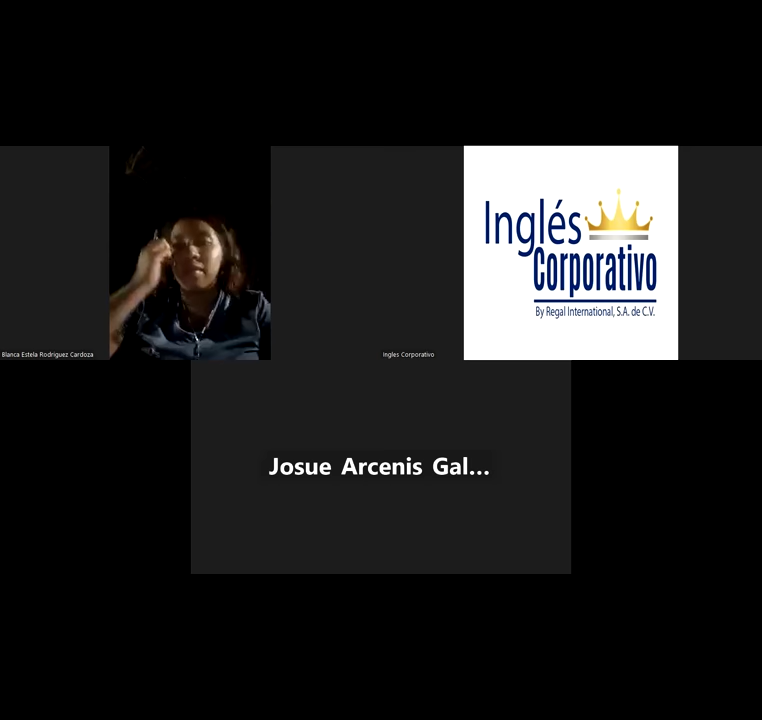 Inglés
Corporativo
By Regal International, S.A. de C.V.
Blanca Estela Rodriguez Cardoza
Ingles Corporativo
Josue Arcenis Gal...